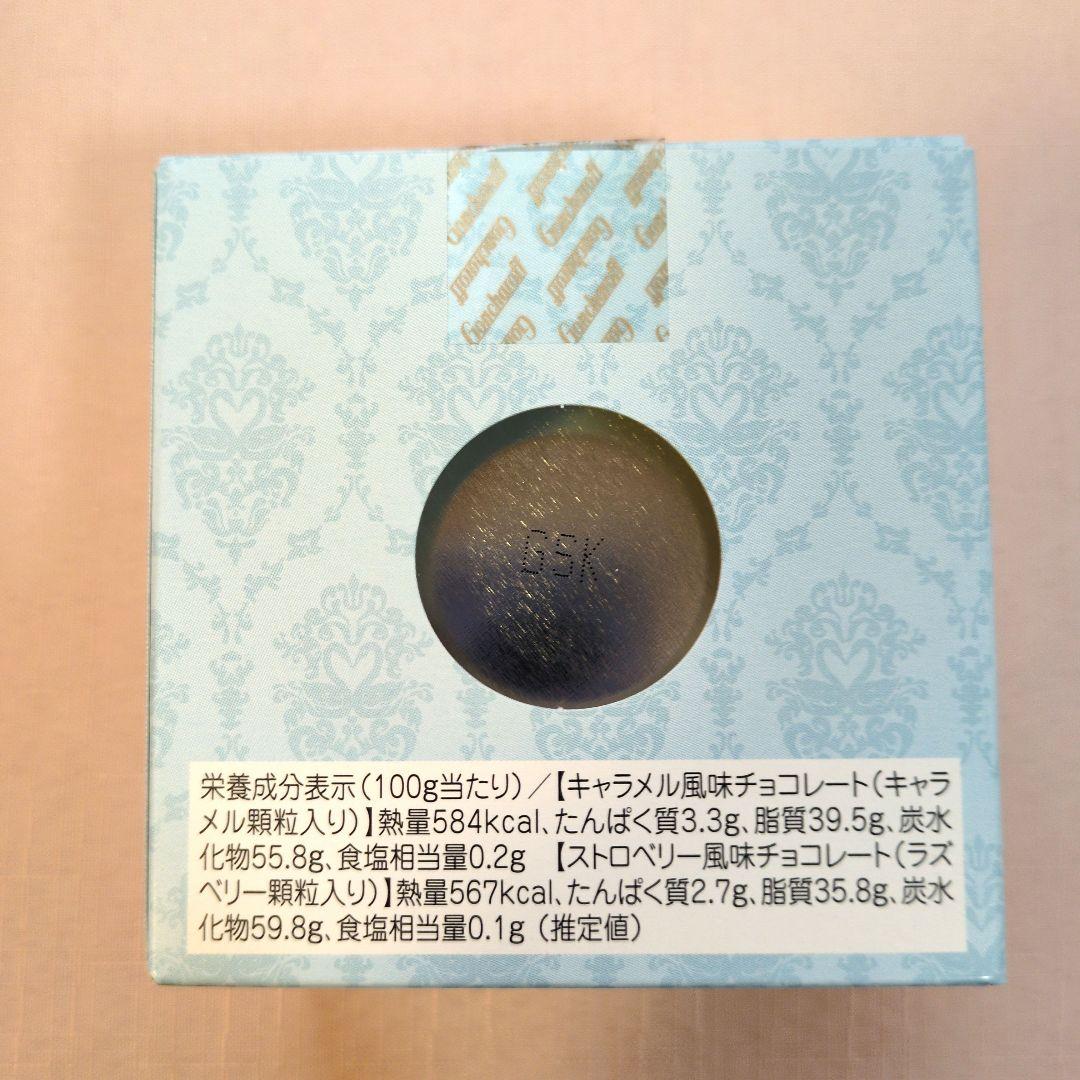 Goncharoff
Goncharoff
GSK
栄養成分表示(100g当たり)／【キャラメル風味チョコレート(キャラ
メル顆粒入り)】熱量584kcal、たんぱく質3.3g、脂質39.5g、炭水
化物55.8g、食塩相当量0.2g　【ストロベリー風味チョコレート(ラズ
ベリー顆粒入り)】熱量567kcal、たんぱく質2.7g、脂質35.8g、炭水
化物59.8g、食塩相当量0.1g (推定値)